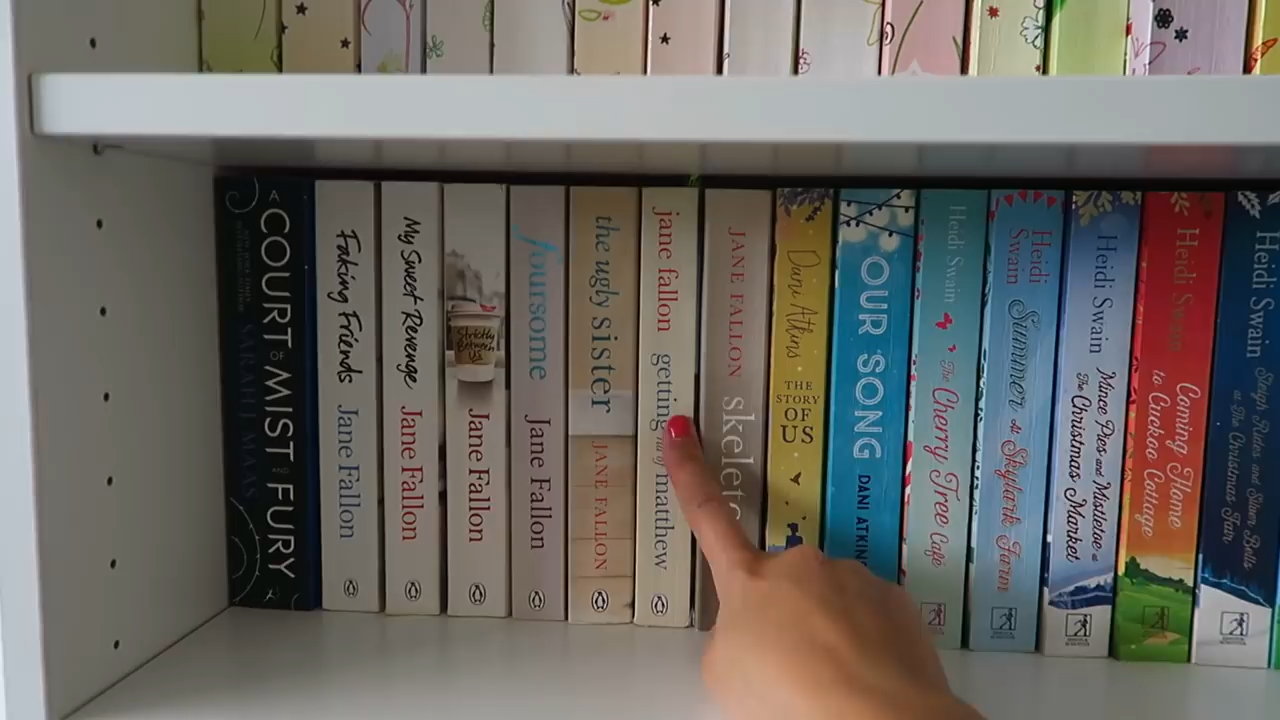 A COURT OF MIST AND FURY
SARAH J. MAAS
Faking Friends Jane Fallon
My Sweet Revenge Jane Fallon
Strictly Between Us
Jane Fallon
foursome Jane Fallon
the ugly sister JANE FALLON
jane fallon getting rid of matthew
JANE FALLON
Dani Atkins THE STORY OF US
OUR SONG DANI ATKINS
Heidi Swain The Cherry Tree Café
Heidi Swain Summer at Skylark Farm
Heidi Swain Mince Pies and Mistletoe at The Christmas Market
Heidi Swain Coming Home to Cuckoo Cottage
Heidi Swain Sleigh Rides and Silver Bells at The Christmas Fair